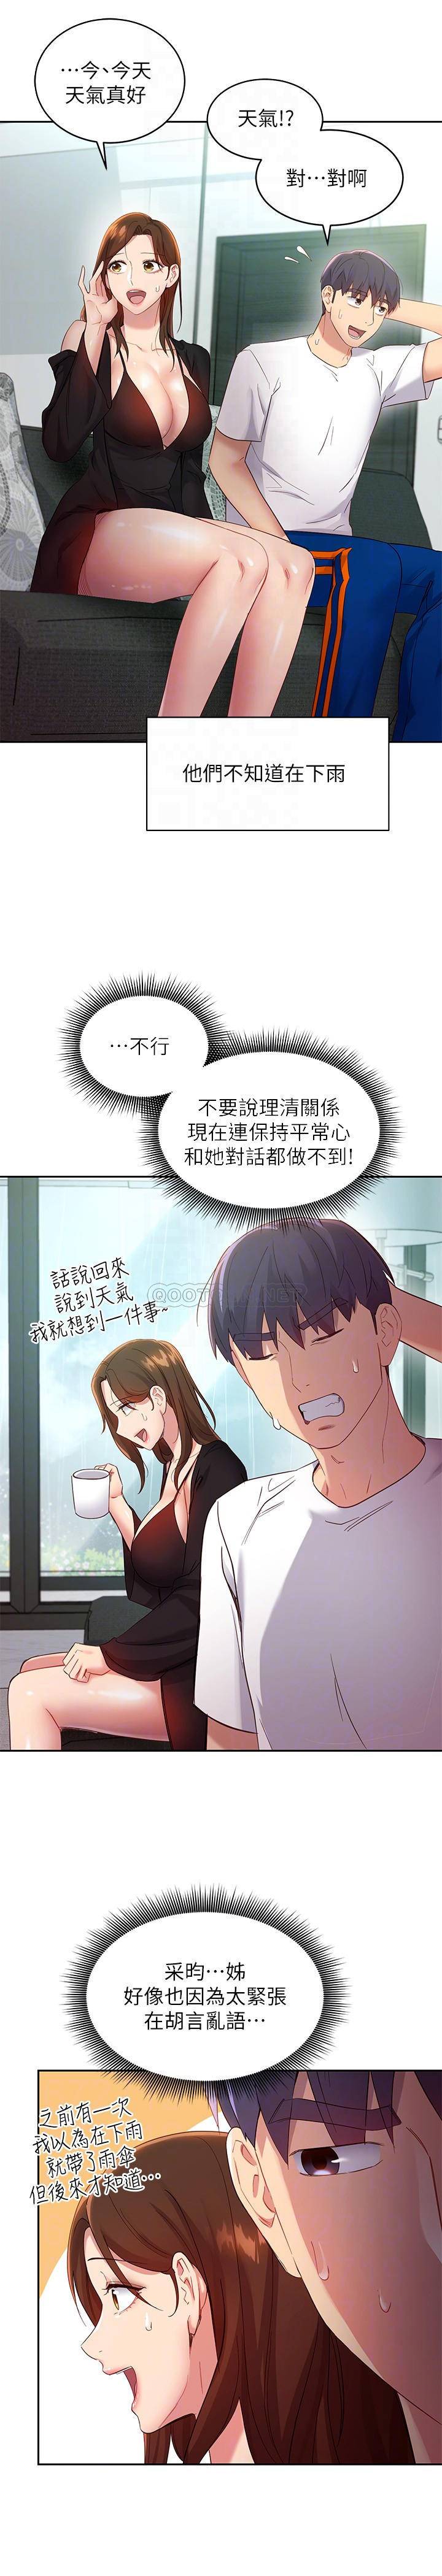 …今、今天
天氣真好
天氣!?
對…對啊
他們不知道在下雨
…不行
不要說理清關係
現在連保持平常心
和她對話都做不到!
話說回來
說到天氣
我就想到一件事~
采昀…姊
好像也因為太緊張
在胡言亂語…
之前有一次
我以為在下雨
就帶了雨傘
但後來才知道…